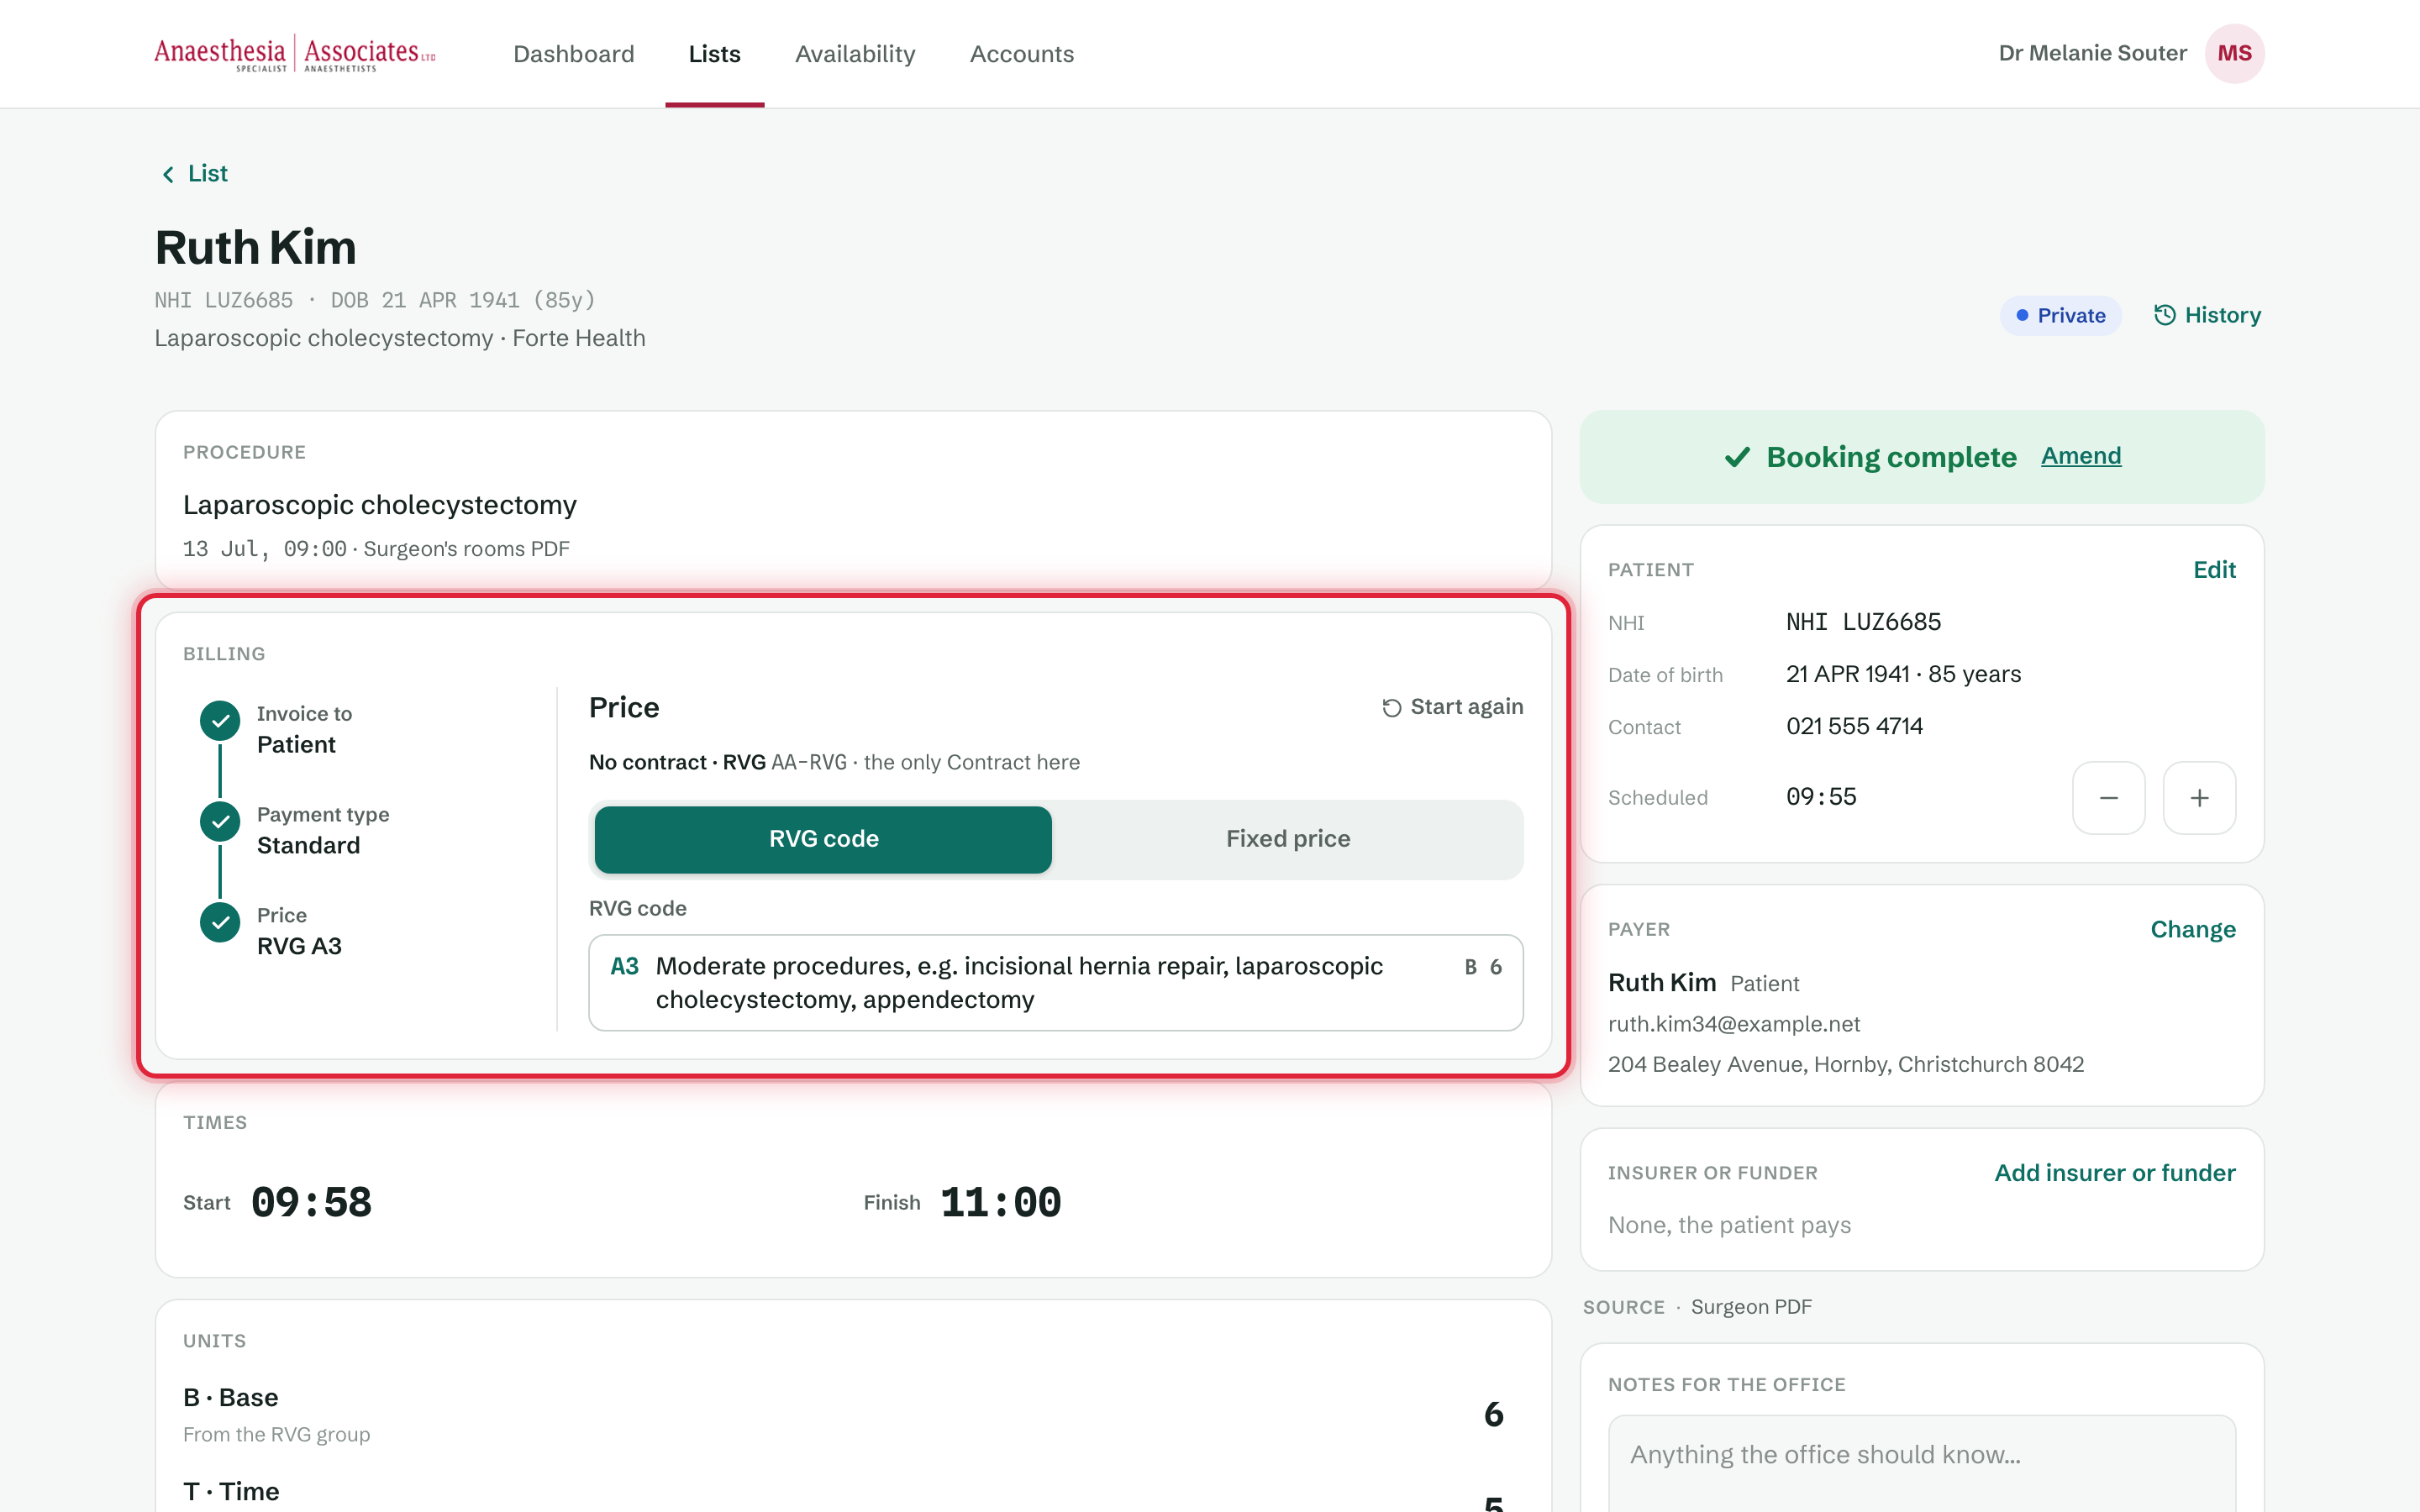 Anaesthesia Associates LTD
SPECIALIST ANAESTHETISTS
Dashboard
Lists
Availability
Accounts
Dr Melanie Souter
MS
List
Ruth Kim
NHI LUZ6685 · DOB 21 APR 1941 (85y)
Laparoscopic cholecystectomy · Forte Health
Private
History
PROCEDURE
Laparoscopic cholecystectomy
13 Jul, 09:00 · Surgeon's rooms PDF
BILLING
Invoice to
Patient
Payment type
Standard
Price
RVG A3
Price
Start again
No contract · RVG AA-RVG · the only Contract here
RVG code
Fixed price
RVG code
A3 Moderate procedures, e.g. incisional hernia repair, laparoscopic B 6
cholecystectomy, appendectomy
TIMES
Start 09:58
Finish 11:00
UNITS
B · Base
From the RVG group
6
T · Time
5
Booking complete Amend
PATIENT
Edit
NHI NHI LUZ6685
Date of birth 21 APR 1941 · 85 years
Contact 021 555 4714
Scheduled 09:55
PAYER
Change
Ruth Kim Patient
ruth.kim34@example.net
204 Bealey Avenue, Hornby, Christchurch 8042
INSURER OR FUNDER
Add insurer or funder
None, the patient pays
SOURCE · Surgeon PDF
NOTES FOR THE OFFICE
Anything the office should know…